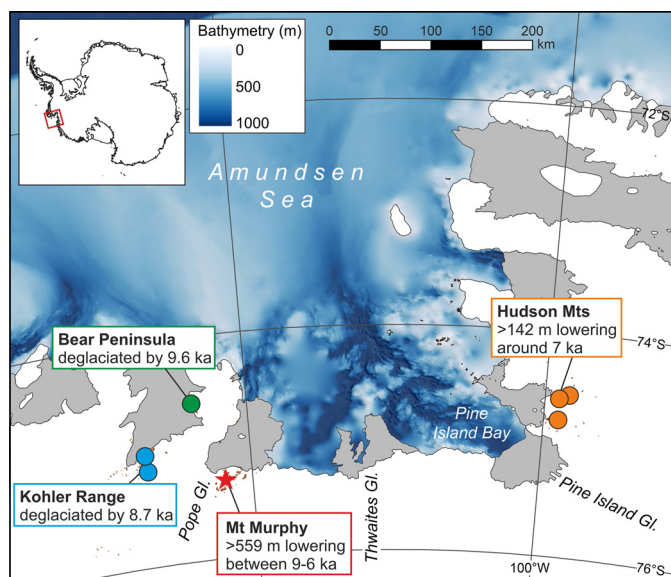 Bathymetry (m)
0
500
1000
0 50 100 150 200
km
72°S
Amundsen
Sea
Hudson Mts
>142 m lowering
around 7 ka
Bear Peninsula
deglaciated by 9.6 ka
74°S
Pine
Island Bay
Kohler Range
deglaciated by 8.7 ka
Pope Gl.
Mt Murphy
>559 m lowering
between 9-6 ka
Thwaites Gl.
Pine Island Gl.
100°W
76°S